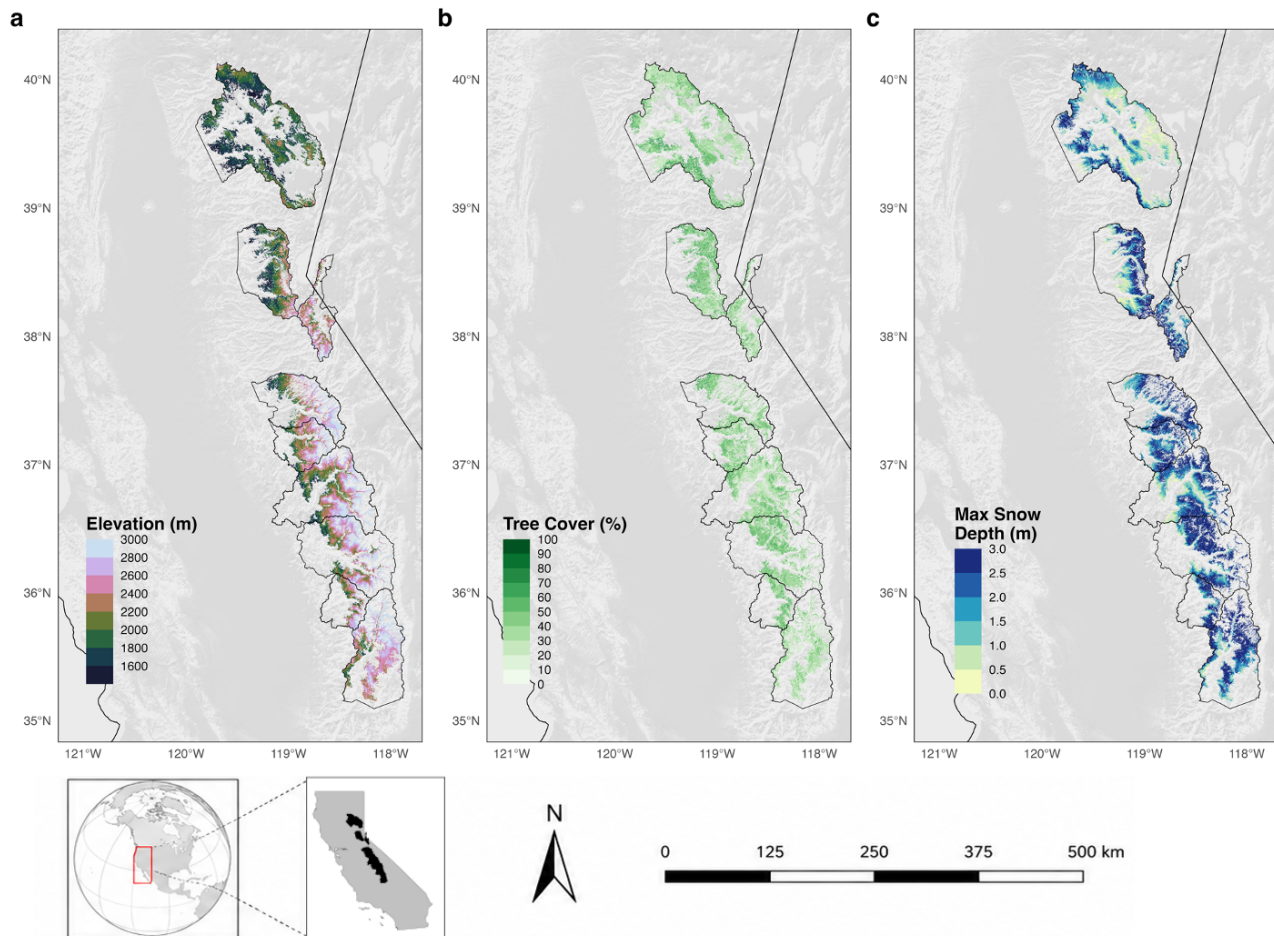 a
b
c
40°N
39°N
38°N
37°N
36°N
35°N
Elevation (m)
3000
2800
2600
2400
2200
2000
1800
1600
121°W
120°W
119°W
118°W
40°N
39°N
38°N
37°N
36°N
35°N
Tree Cover (%)
100
90
80
70
60
50
40
30
20
10
0
121°W
120°W
119°W
118°W
40°N
39°N
38°N
37°N
36°N
35°N
Max Snow
Depth (m)
3.0
2.5
2.0
1.5
1.0
0.5
0.0
121°W
120°W
119°W
118°W
N
0 125 250 375 500 km